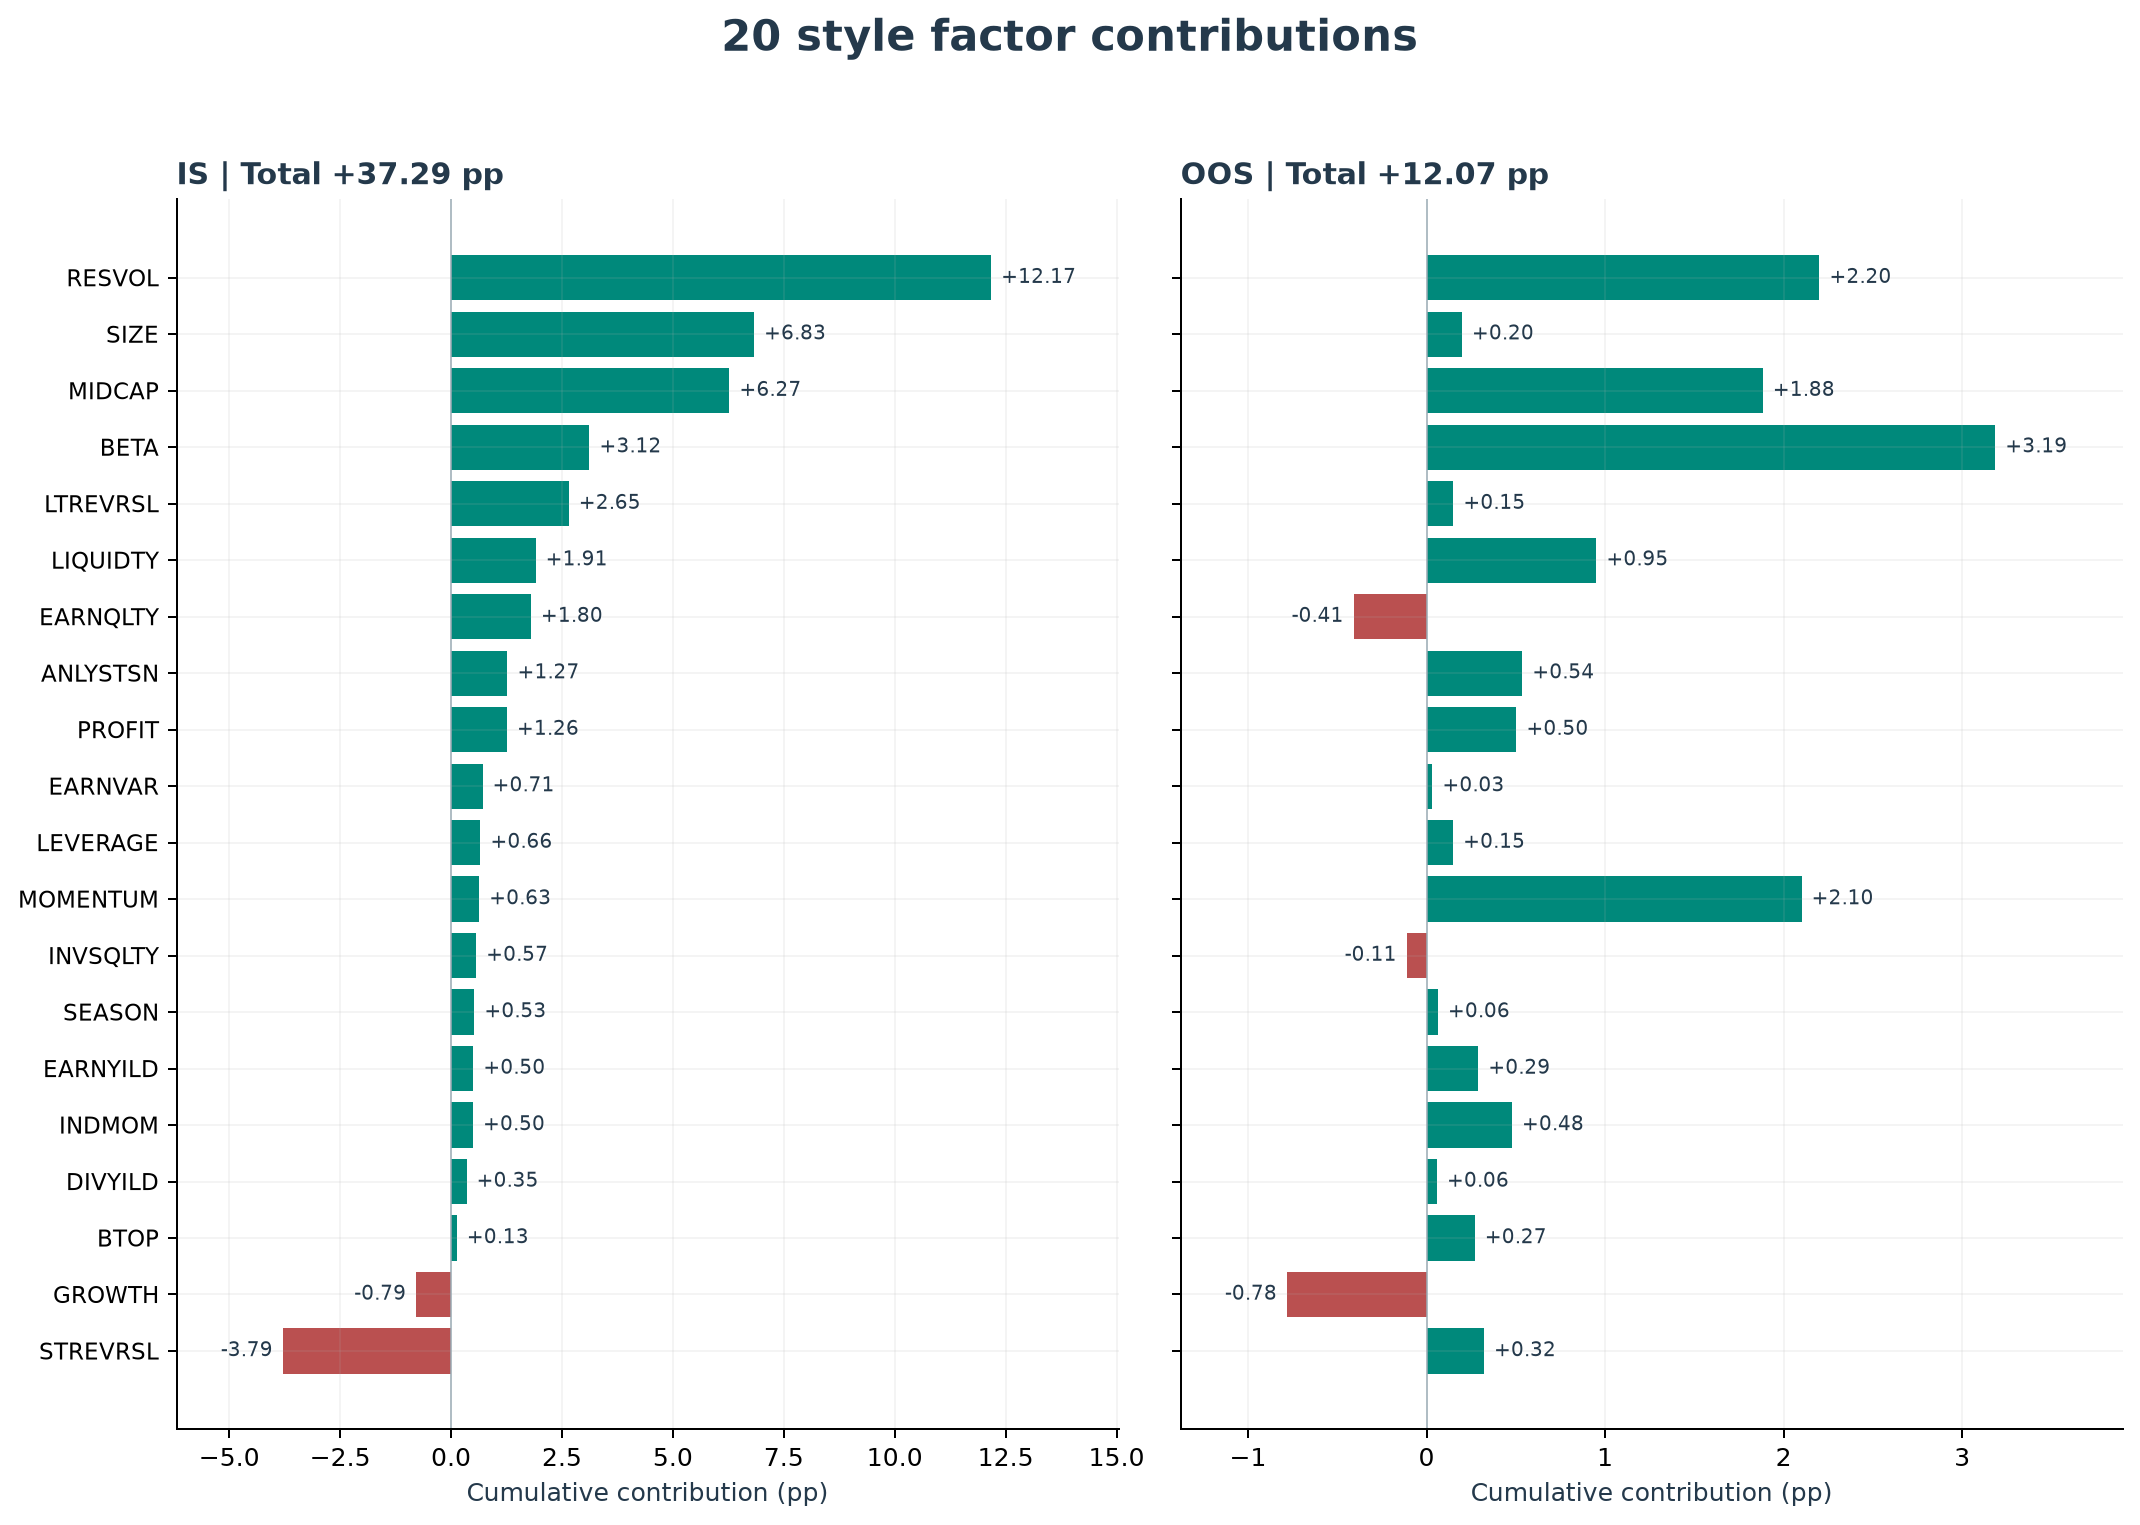 20 style factor contributions
IS | Total +37.29 pp
RESVOL +12.17
SIZE +6.83
MIDCAP +6.27
BETA +3.12
LTREVRSL +2.65
LIQUIDTY +1.91
EARNQLTY +1.80
ANLYSTSN +1.27
PROFIT +1.26
EARNVAR +0.71
LEVERAGE +0.66
MOMENTUM +0.63
INVSQLTY +0.57
SEASON +0.53
EARNYILD +0.50
INDMOM +0.50
DIVYILD +0.35
BTOP +0.13
GROWTH -0.79
STREVRSL -3.79
−5.0 −2.5 0.0 2.5 5.0 7.5 10.0 12.5 15.0
Cumulative contribution (pp)
OOS | Total +12.07 pp
+2.20
+0.20
+1.88
+3.19
+0.15
+0.95
-0.41
+0.54
+0.50
+0.03
+0.15
+2.10
-0.11
+0.06
+0.29
+0.48
+0.06
+0.27
-0.78
+0.32
−1 0 1 2 3
Cumulative contribution (pp)